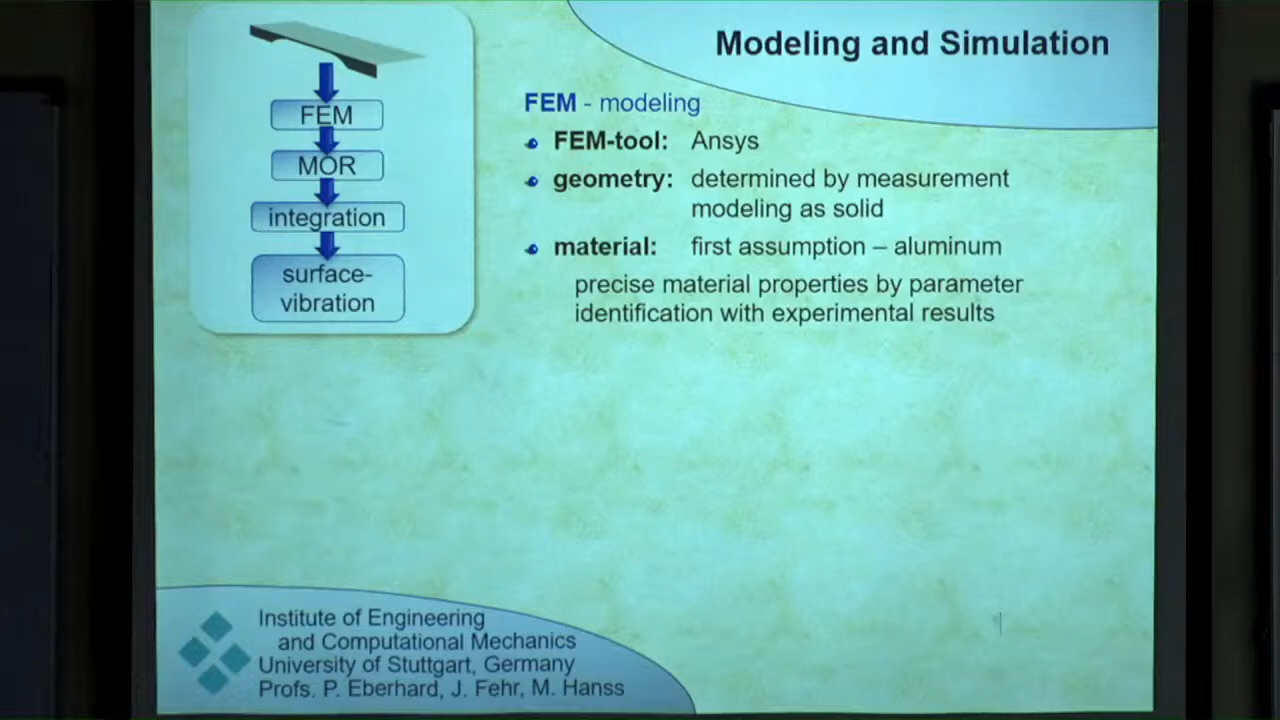 Modeling and Simulation
FEM
MOR
integration
surface-
vibration
FEM - modeling
FEM-tool: Ansys
geometry: determined by measurement
modeling as solid
material: first assumption – aluminum
precise material properties by parameter
identification with experimental results
Institute of Engineering
and Computational Mechanics
University of Stuttgart, Germany
Profs. P. Eberhard, J. Fehr, M. Hanss